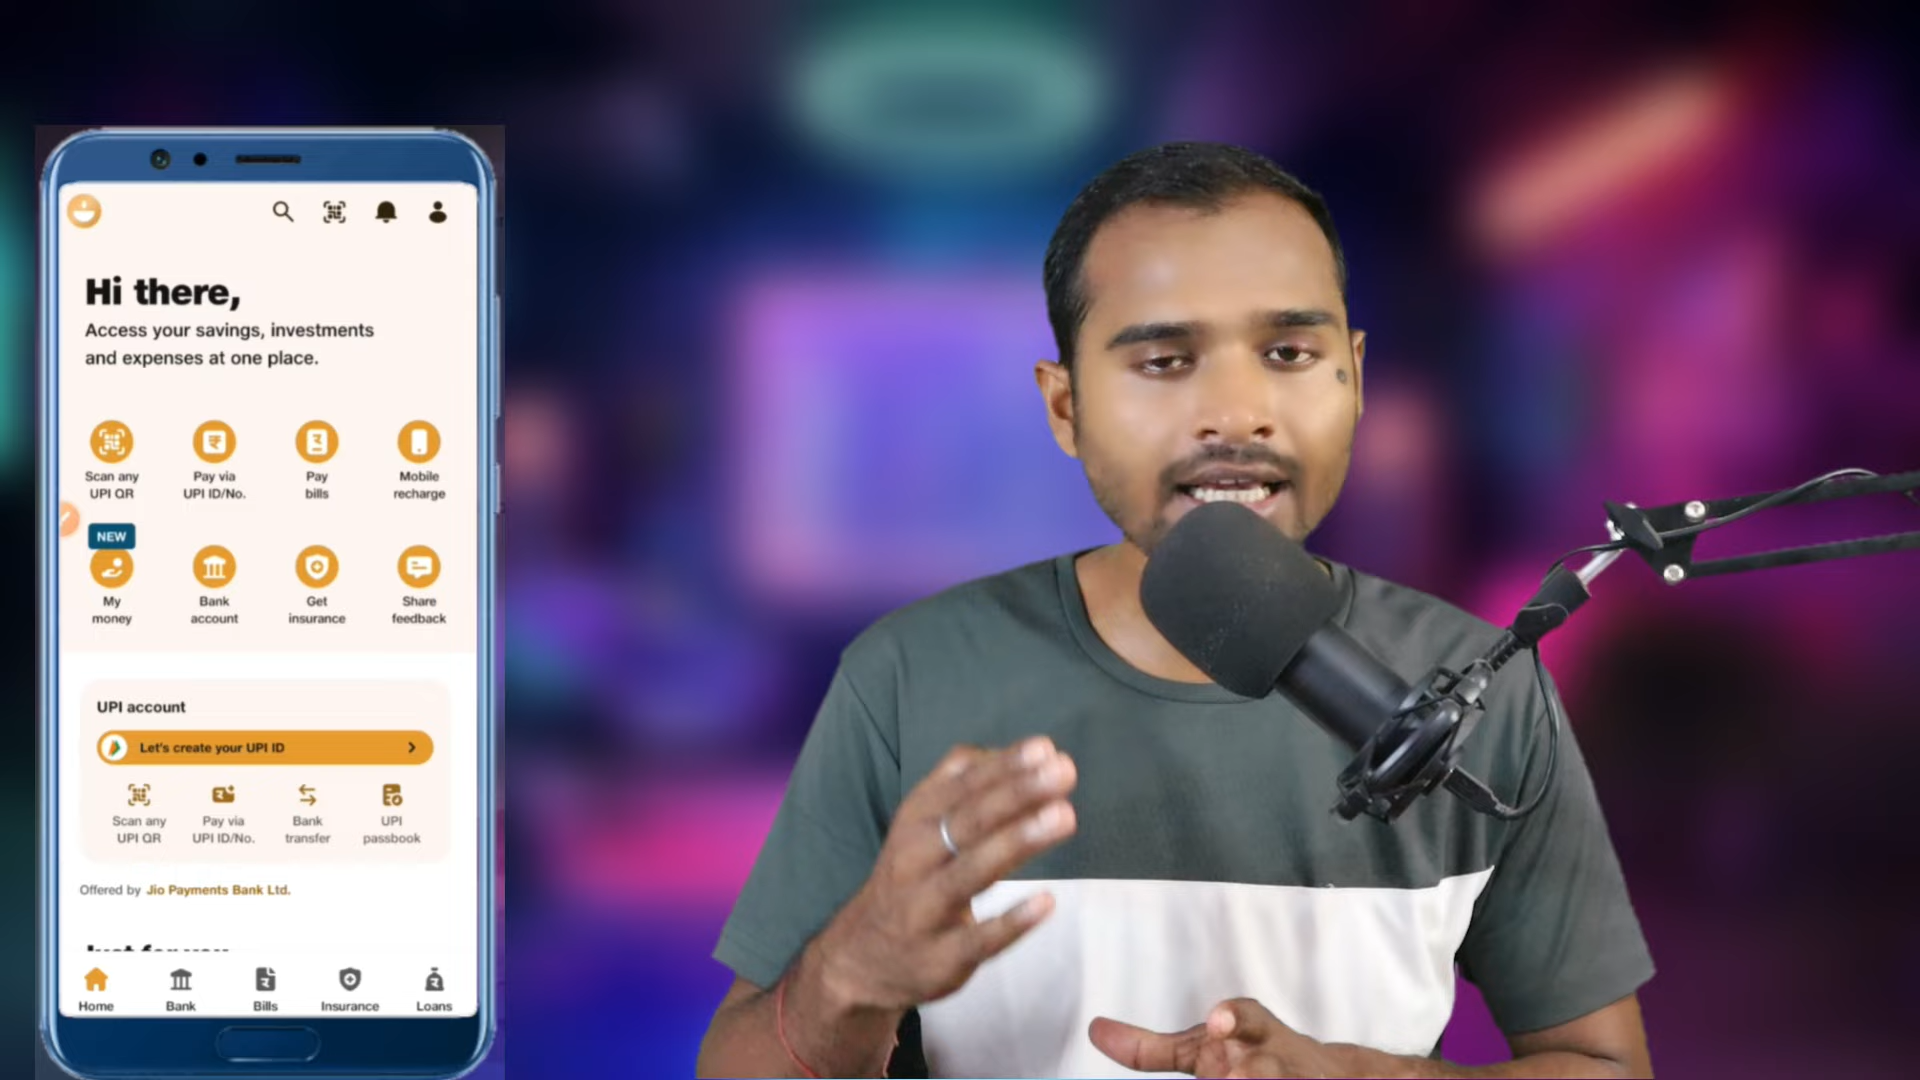 Hi there,
Access your savings, investments
and expenses at one place.
Scan any
UPI QR
Pay via
UPI ID/No.
Pay
bills
Mobile
recharge
NEW
My
money
Bank
account
Get
insurance
Share
feedback
UPI account
Let's create your UPI ID
Scan any
UPI QR
Pay via
UPI ID/No.
Bank
transfer
UPI
passbook
Offered by Jio Payments Bank Ltd.
Just for you
Home
Bank
Bills
Insurance
Loans